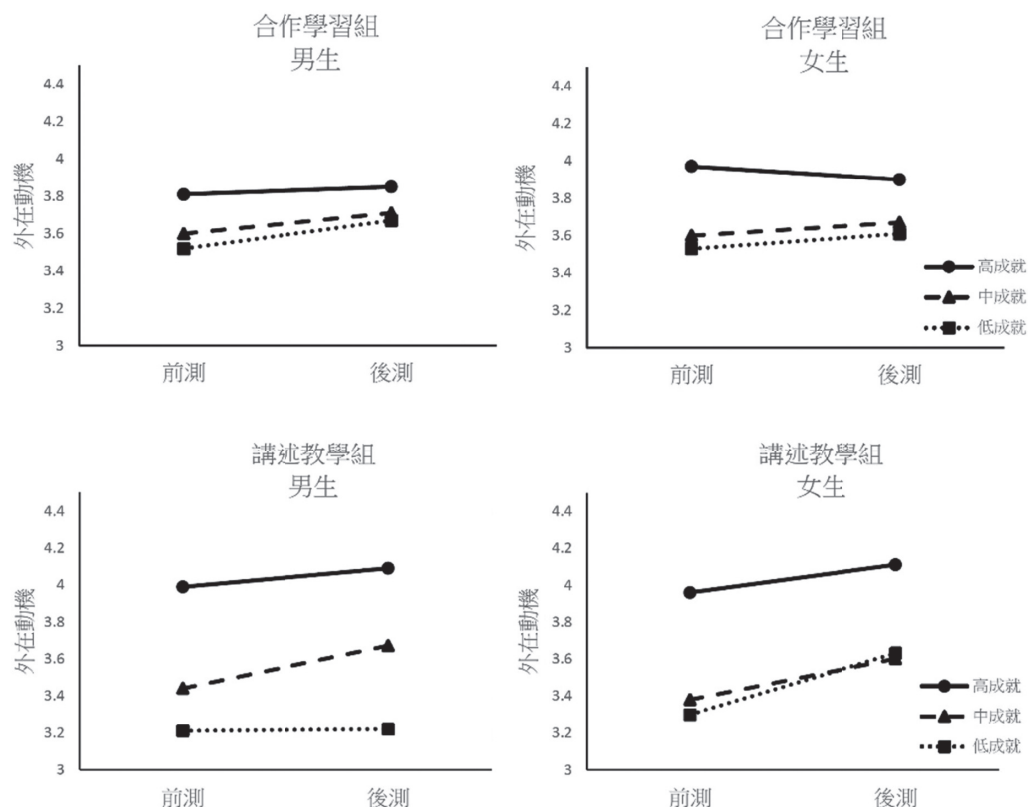 合作學習組
男生
4.4
4.2
4
3.8
3.6
3.4
3.2
3
外在動機
前測 後測
合作學習組
女生
4.4
4.2
4
3.8
3.6
3.4
3.2
3
外在動機
前測 後測
高成就
中成就
低成就
講述教學組
男生
4.4
4.2
4
3.8
3.6
3.4
3.2
3
外在動機
前測 後測
講述教學組
女生
4.4
4.2
4
3.8
3.6
3.4
3.2
3
外在動機
前測 後測
高成就
中成就
低成就